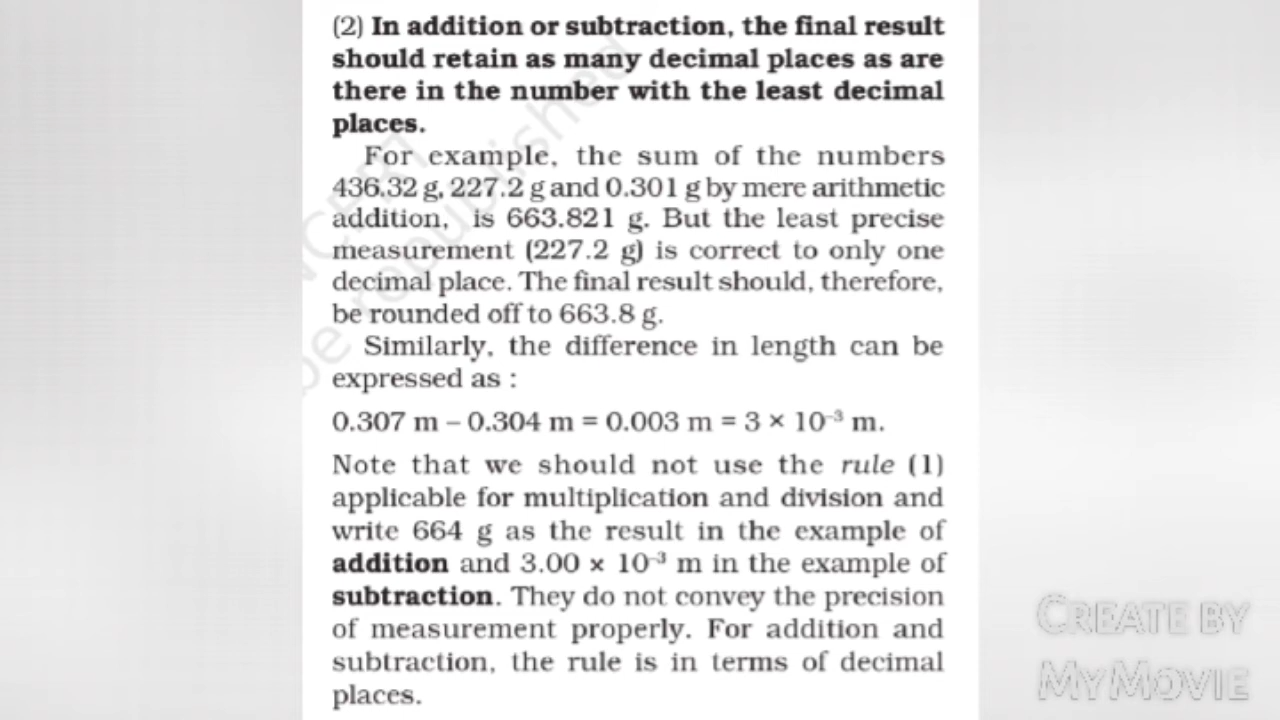 (2) In addition or subtraction, the final result
should retain as many decimal places as are
there in the number with the least decimal
places.
For example, the sum of the numbers
436.32 g, 227.2 g and 0.301 g by mere arithmetic
addition, is 663.821 g. But the least precise
measurement (227.2 g) is correct to only one
decimal place. The final result should, therefore,
be rounded off to 663.8 g.
Similarly, the difference in length can be
expressed as :
0.307 m – 0.304 m = 0.003 m = 3 × 10⁻³ m.
Note that we should not use the rule (1)
applicable for multiplication and division and
write 664 g as the result in the example of
addition and 3.00 × 10⁻³ m in the example of
subtraction. They do not convey the precision
of measurement properly. For addition and
subtraction, the rule is in terms of decimal
places.
CREATE BY
MYMOVIE